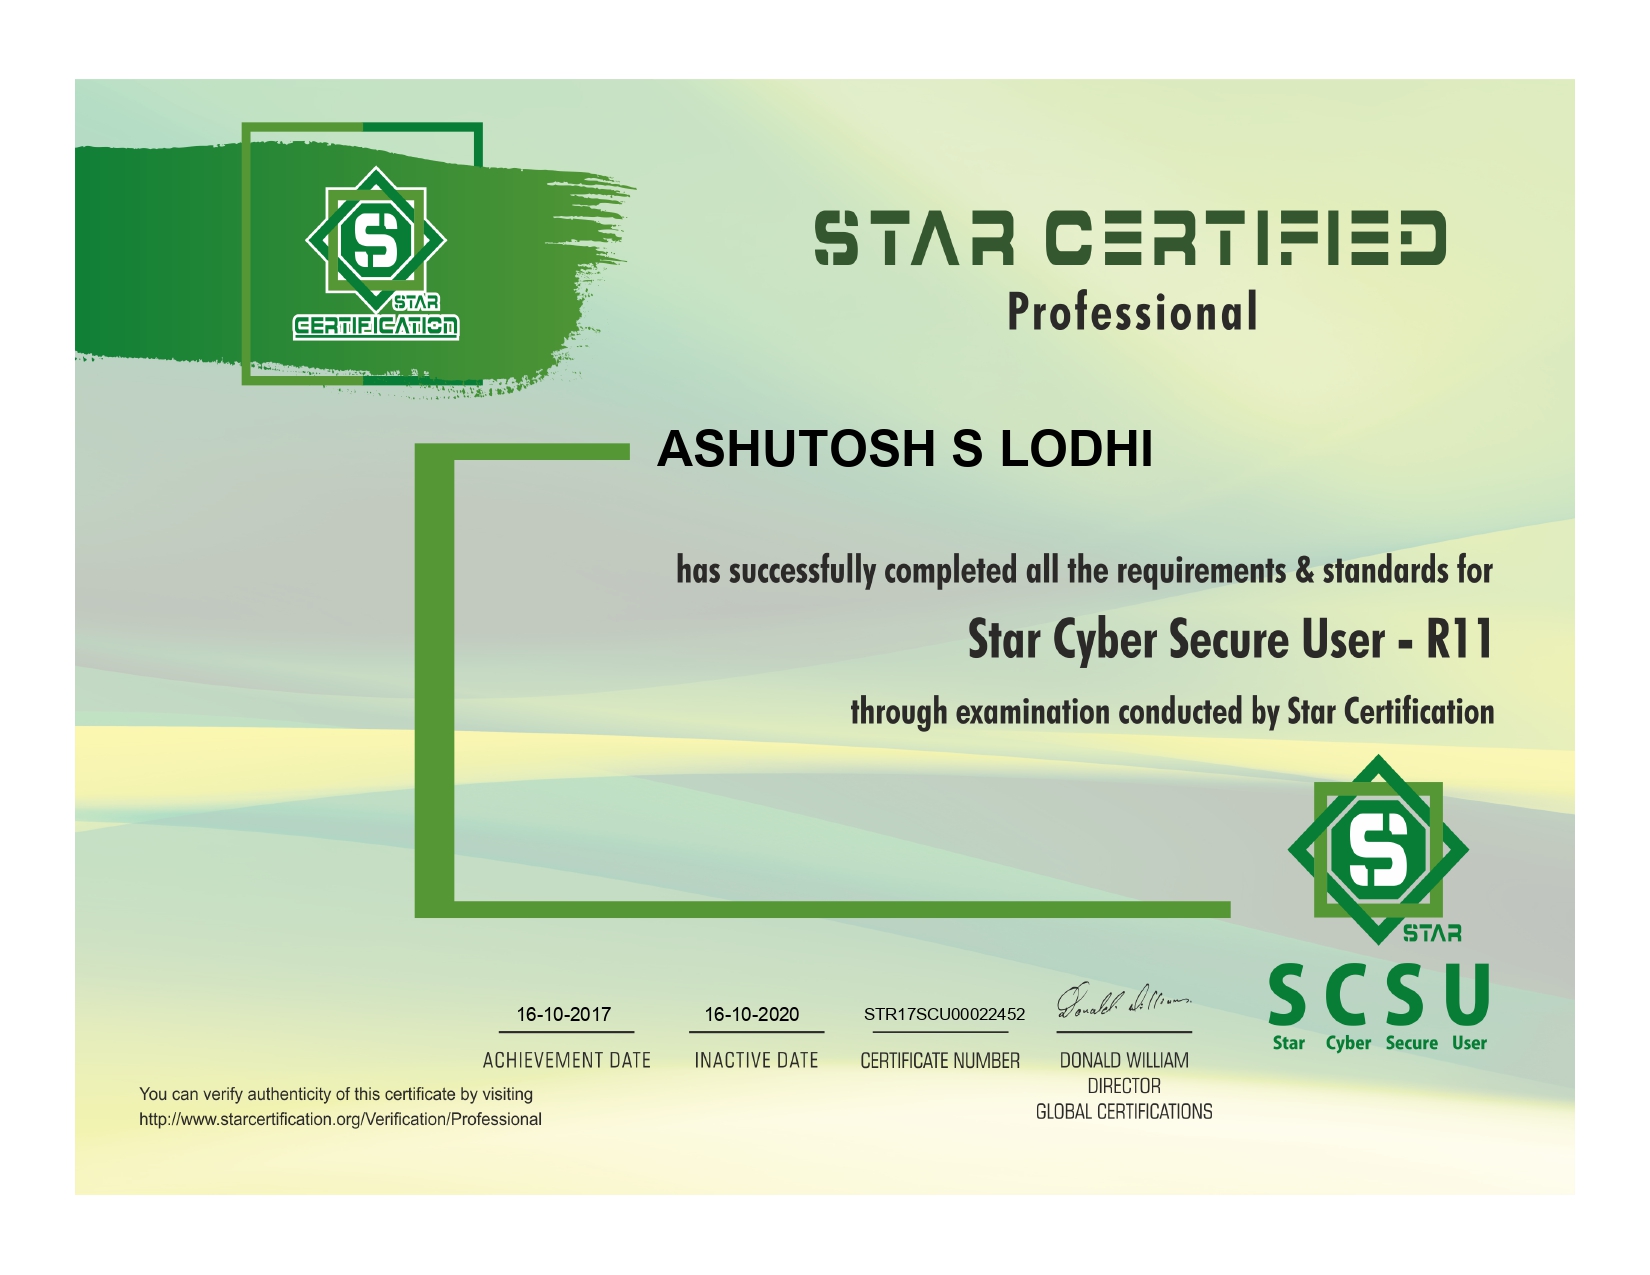 STAR
CERTIFICATION
STAR CERTIFIED
Professional
ASHUTOSH S LODHI
has successfully completed all the requirements & standards for
Star Cyber Secure User - R11
through examination conducted by Star Certification
STAR
SCSU
Star Cyber Secure User
16-10-2017 16-10-2020 STR17SCU00022452 Donald William
ACHIEVEMENT DATE INACTIVE DATE CERTIFICATE NUMBER DONALD WILLIAM
DIRECTOR
GLOBAL CERTIFICATIONS
You can verify authenticity of this certificate by visiting
http://www.starcertification.org/Verification/Professional